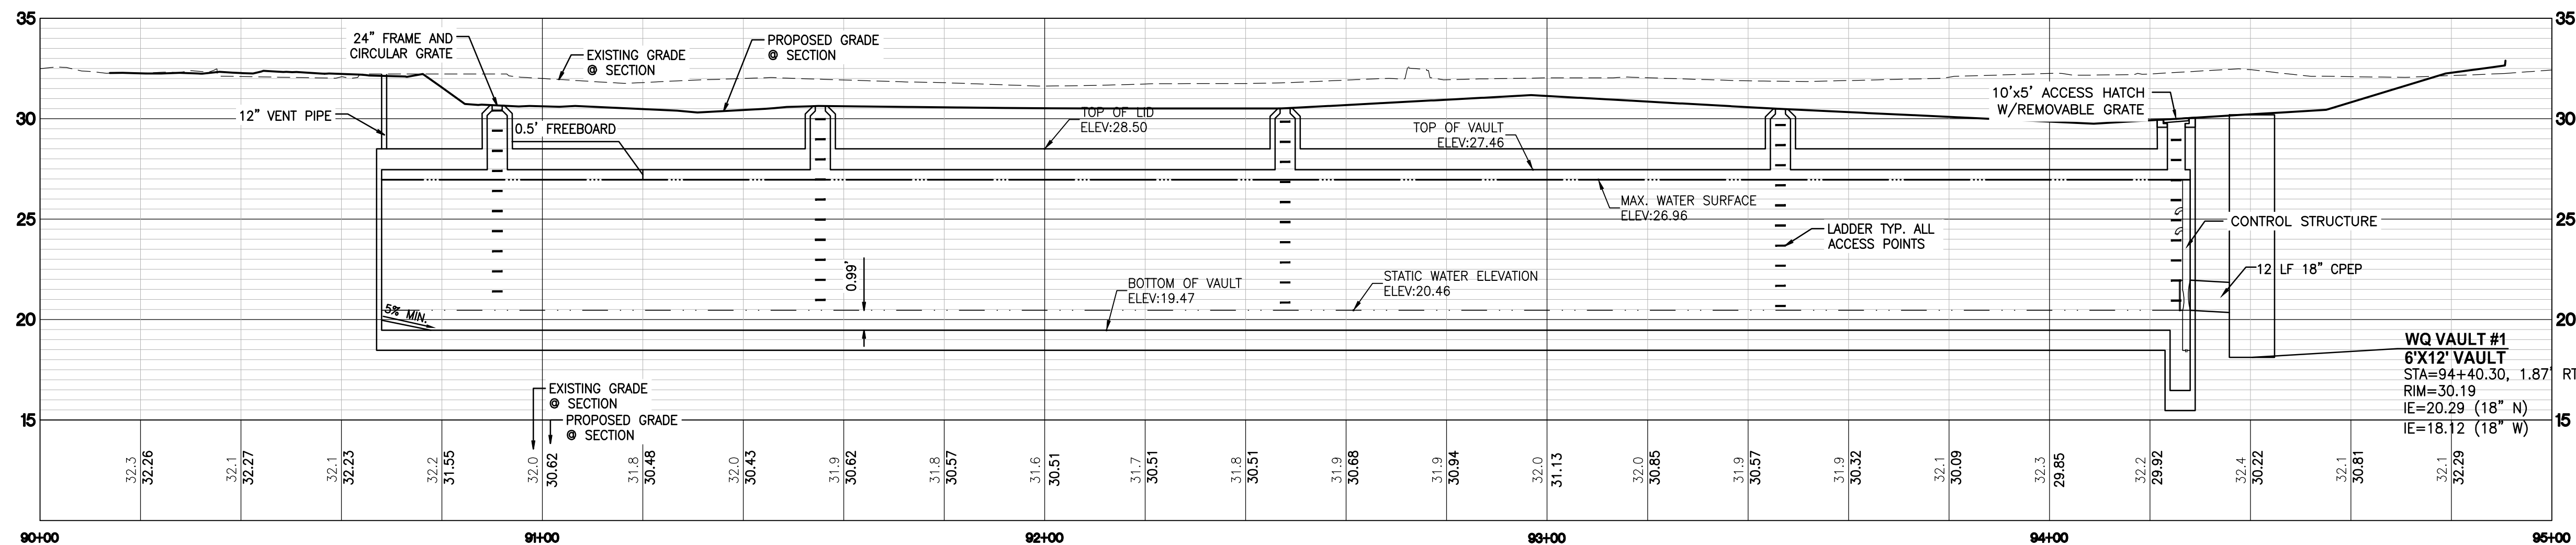 35
35
24" FRAME AND
CIRCULAR GRATE
EXISTING GRADE
@ SECTION
PROPOSED GRADE
@ SECTION
10'x5' ACCESS HATCH
W/REMOVABLE GRATE
12" VENT PIPE
30
0.5' FREEBOARD
TOP OF LID
ELEV:28.50
TOP OF VAULT
ELEV:27.46
30
MAX. WATER SURFACE
ELEV:26.96
25
LADDER TYP. ALL
ACCESS POINTS
CONTROL STRUCTURE
25
0.99'
BOTTOM OF VAULT
ELEV:19.47
STATIC WATER ELEVATION
ELEV:20.46
12 LF 18" CPEP
5% MIN.
20
20
WQ VAULT #1
6'X12' VAULT
STA=94+40.30, 1.87' RT
RIM=30.19
IE=20.29 (18" N)
IE=18.12 (18" W)
EXISTING GRADE
@ SECTION
PROPOSED GRADE
@ SECTION
15
15
32.3
32.26
32.1
32.27
32.1
32.23
32.2
31.55
32.0
30.62
31.8
30.48
32.0
30.43
31.9
30.62
31.8
30.57
31.6
30.51
31.7
30.51
31.8
30.51
31.9
30.68
31.9
30.94
32.0
31.13
32.0
30.85
31.9
30.57
31.9
30.32
32.1
30.09
32.3
29.85
32.2
29.92
32.4
30.22
32.1
30.81
32.1
32.29
90+00
91+00
92+00
93+00
94+00
95+00